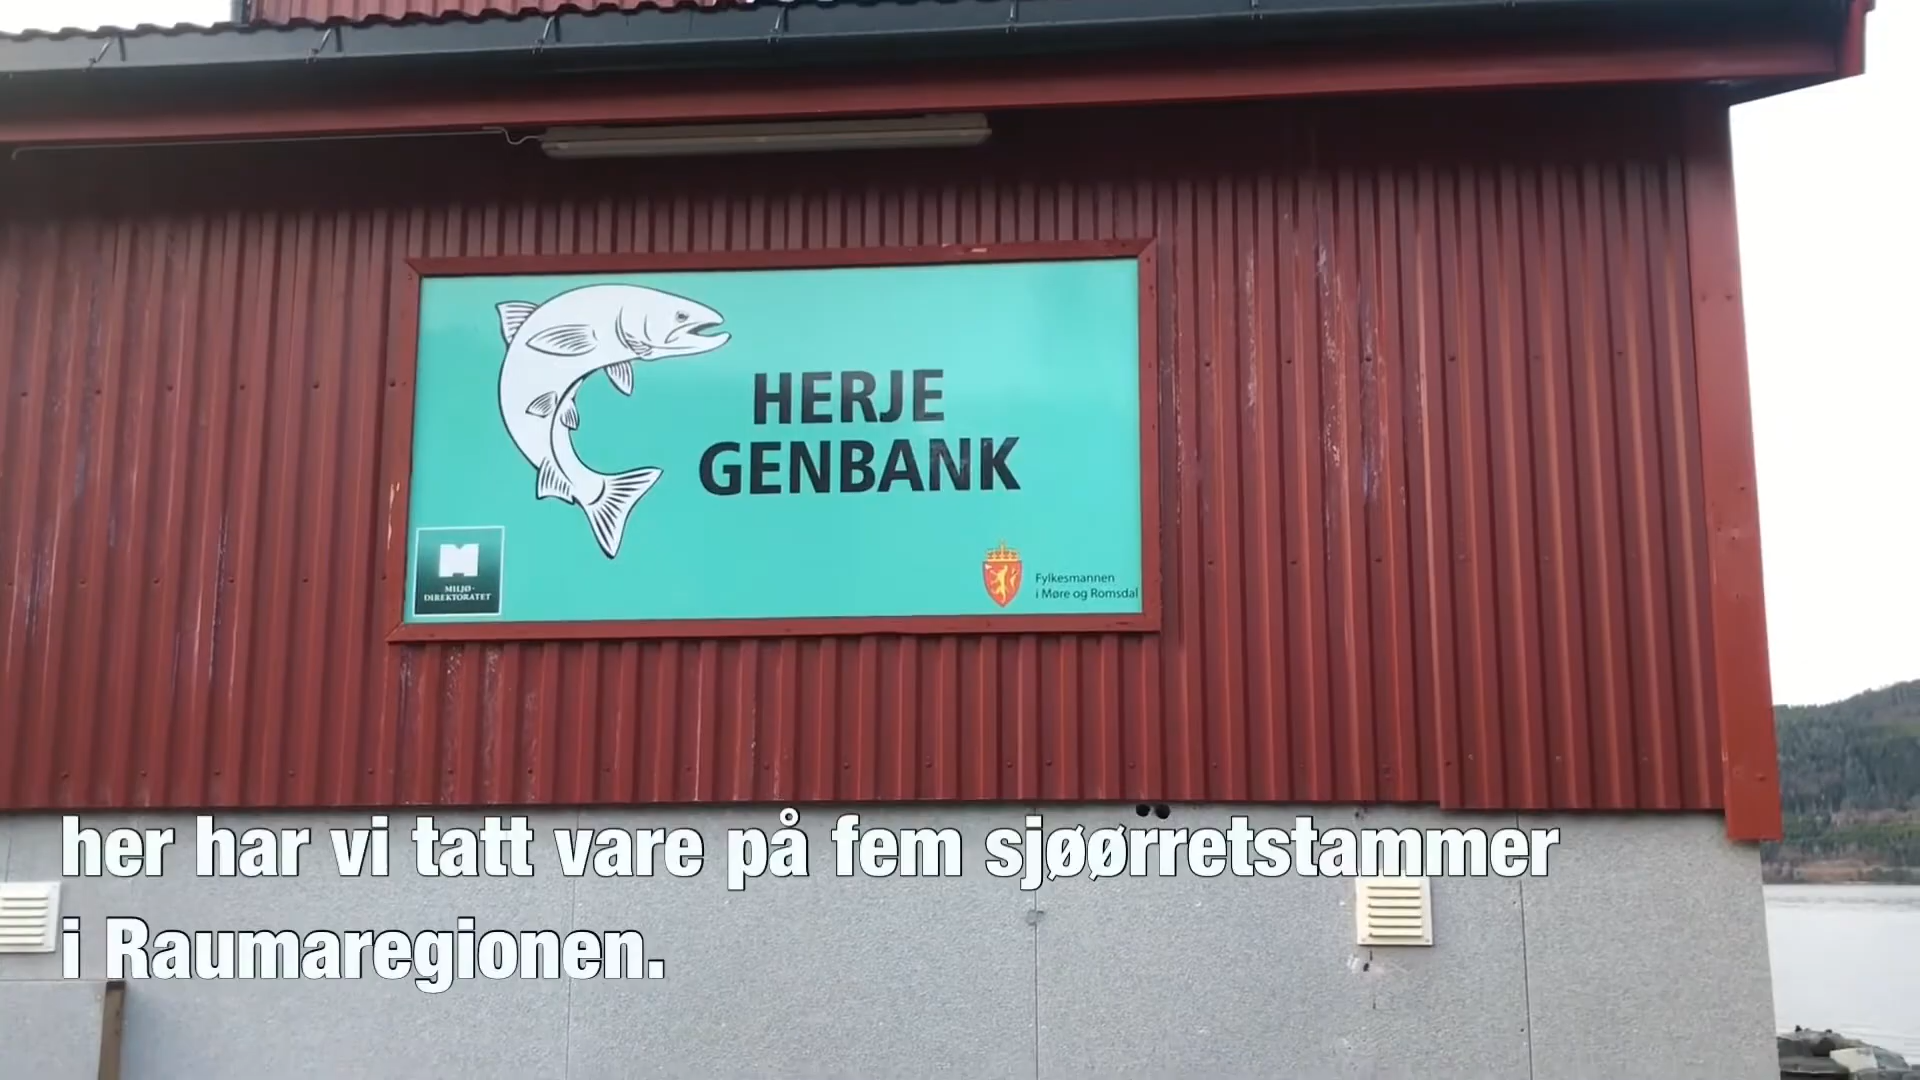 HERJE
GENBANK
MILJØ-
DIREKTORATET
Fylkesmannen
i Møre og Romsdal
her har vi tatt vare på fem sjøørretstammer
i Raumaregionen.